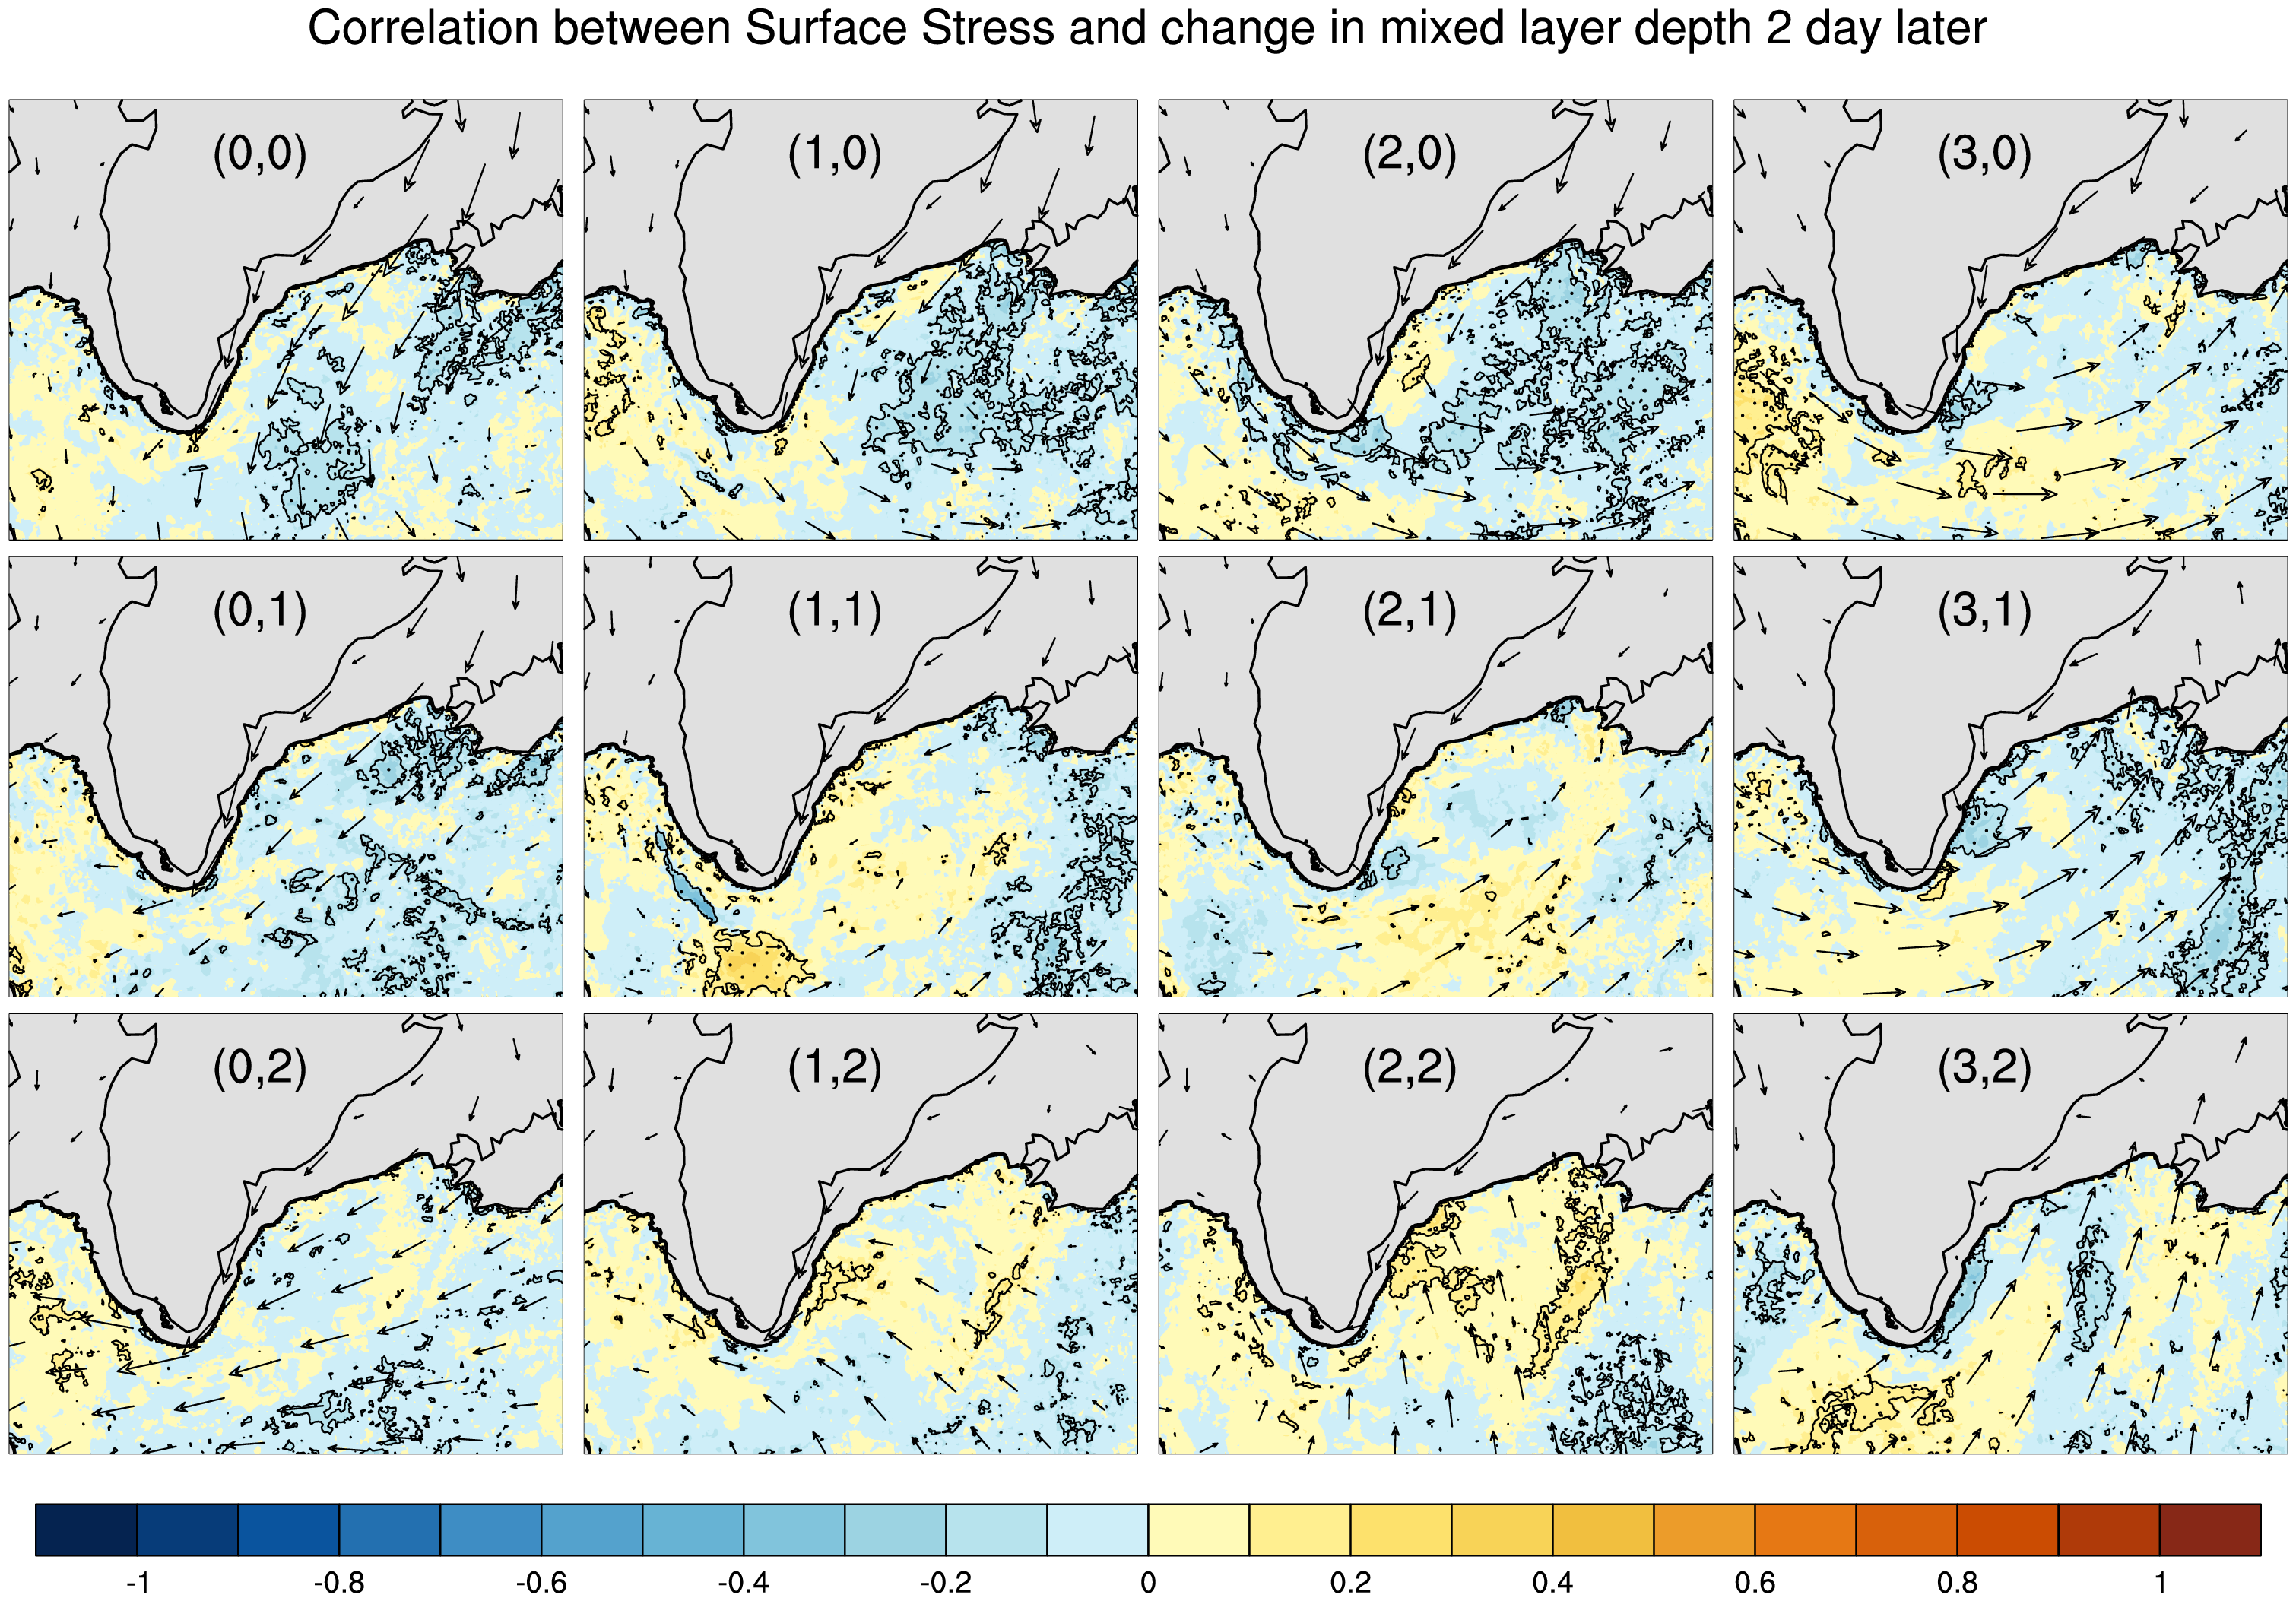 Correlation between Surface Stress and change in mixed layer depth 2 day later
(0,0) (1,0) (2,0) (3,0)
(0,1) (1,1) (2,1) (3,1)
(0,2) (1,2) (2,2) (3,2)
-1 -0.8 -0.6 -0.4 -0.2 0 0.2 0.4 0.6 0.8 1